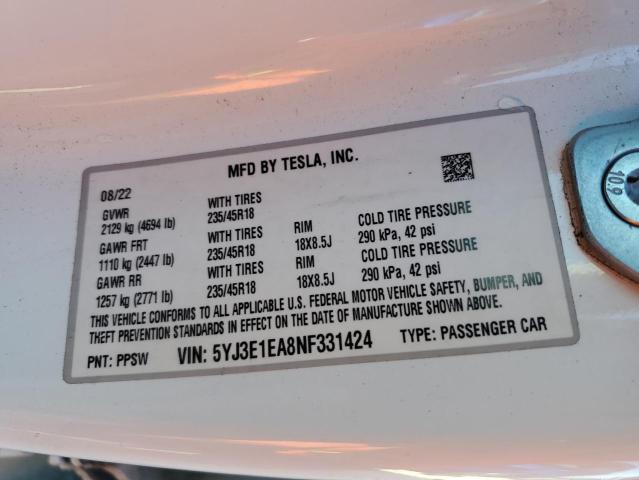 MFD BY TESLA, INC.
08/22
GVWR WITH TIRES
2129 kg (4694 lb) 235/45R18
GAWR FRT WITH TIRES RIM COLD TIRE PRESSURE
1110 kg (2447 lb) 235/45R18 18X8.5J 290 kPa, 42 psi
GAWR RR WITH TIRES RIM COLD TIRE PRESSURE
1257 kg (2771 lb) 235/45R18 18X8.5J 290 kPa, 42 psi
THIS VEHICLE CONFORMS TO ALL APPLICABLE U.S. FEDERAL MOTOR VEHICLE SAFETY, BUMPER, AND
THEFT PREVENTION STANDARDS IN EFFECT ON THE DATE OF MANUFACTURE SHOWN ABOVE.
PNT: PPSW VIN: 5YJ3E1EA8NF331424 TYPE: PASSENGER CAR
10.9